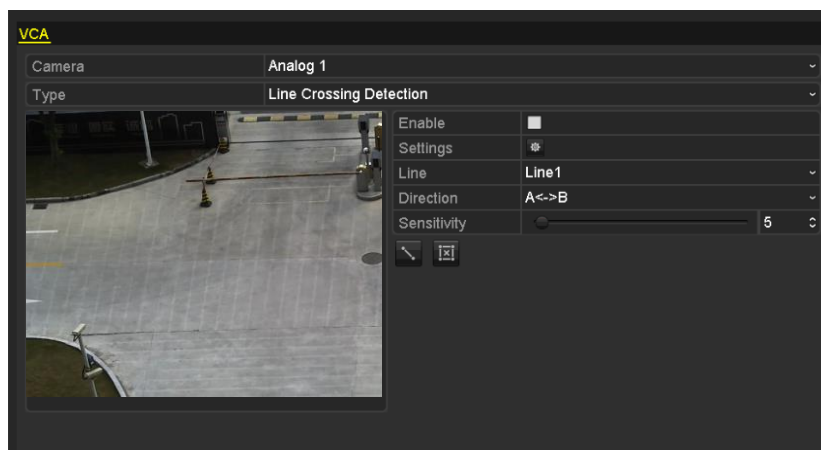 VCA
Camera Analog 1
Type Line Crossing Detection
Enable
Settings
Line Line1
Direction A<->B
Sensitivity 5